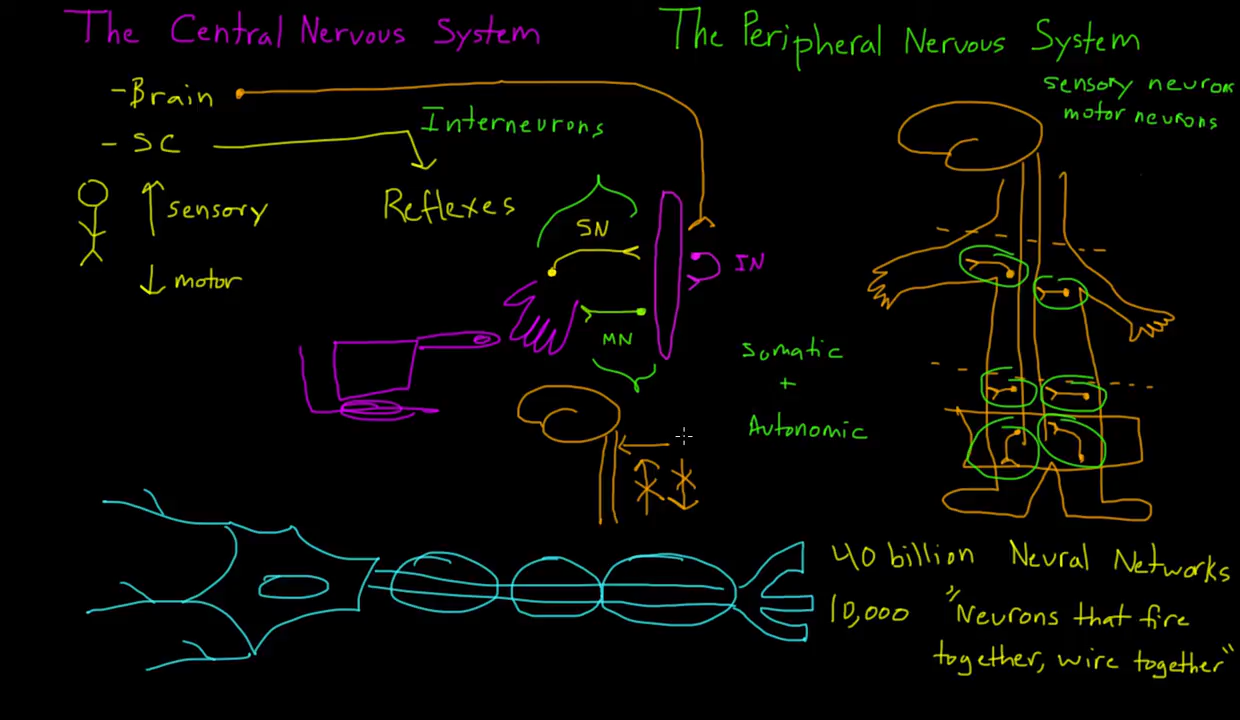 The Central Nervous System
The Peripheral Nervous System
sensory neuron
motor neurons
-Brain
- SC
Interneurons
Reflexes
sensory
motor
SN
IN
MN
Somatic
+
Autonomic
40 billion Neural Networks
10,000 "Neurons that fire
together, wire together"